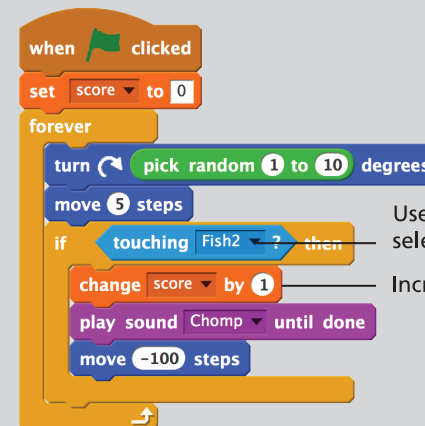 when clicked
set score to 0
forever
turn pick random 1 to 10 degrees
move 5 steps
Use
if touching Fish2 ? then
sele
change score by 1
Incr
play sound Chomp until done
move -100 steps